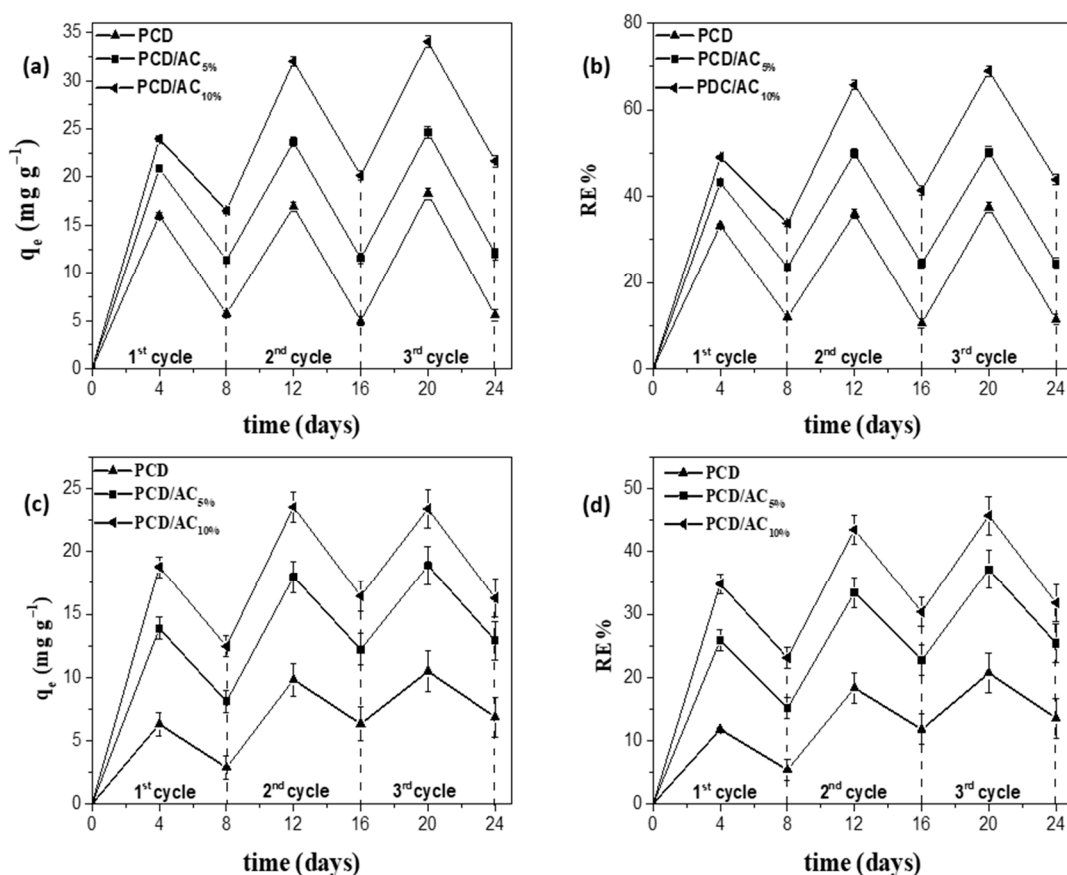 (a)
PCD
PCD/AC5%
PCD/AC10%
qe (mg g−1)
35
30
25
20
15
10
5
0
1st cycle 2nd cycle 3rd cycle
0 4 8 12 16 20 24
time (days)
(b)
PCD
PCD/AC5%
PDC/AC10%
RE %
80
60
40
20
0
1st cycle 2nd cycle 3rd cycle
0 4 8 12 16 20 24
time (days)
(c)
PCD
PCD/AC5%
PCD/AC10%
qe (mg g−1)
25
20
15
10
5
0
1st cycle 2nd cycle 3rd cycle
0 4 8 12 16 20 24
time (days)
(d)
PCD
PCD/AC5%
PCD/AC10%
RE %
50
40
30
20
10
0
1st cycle 2nd cycle 3rd cycle
0 4 8 12 16 20 24
time (days)